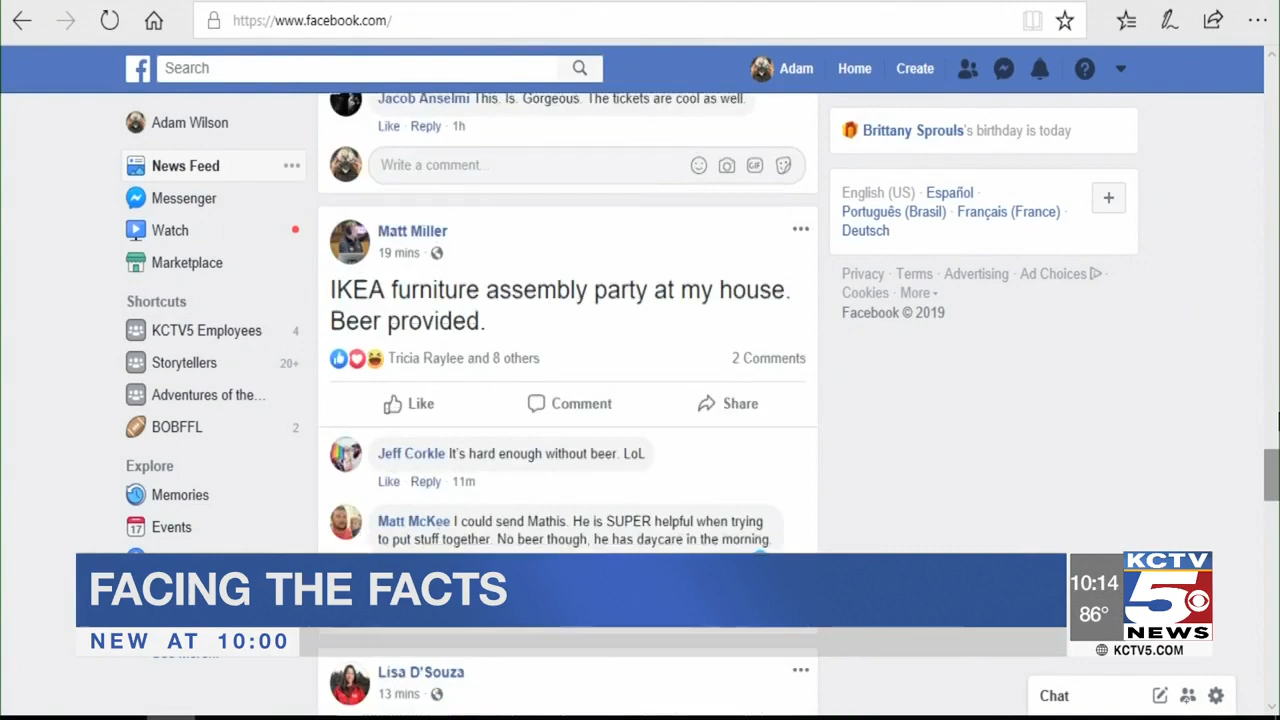 https://www.facebook.com/
Search
Adam
Home
Create
Adam Wilson
News Feed
Messenger
Watch
Marketplace
Shortcuts
KCTV5 Employees 4
Storytellers 20+
Adventures of the...
BOBFFL 2
Explore
Memories
Events
17
Jacob Anselmi This. Is. Gorgeous. The tickets are cool as well.
Like · Reply · 1h
Write a comment...
GIF
Matt Miller
19 mins ·
IKEA furniture assembly party at my house.
Beer provided.
Tricia Raylee and 8 others
2 Comments
Like
Comment
Share
Jeff Corkle It's hard enough without beer. LoL
Like · Reply · 11m
Matt McKee I could send Mathis. He is SUPER helpful when trying
to put stuff together. No beer though, he has daycare in the morning.
Lisa D'Souza
13 mins ·
Brittany Sprouls's birthday is today
English (US) · Español ·
Português (Brasil) · Français (France) ·
Deutsch
Privacy · Terms · Advertising · Ad Choices ·
Cookies · More
Facebook © 2019
Chat
FACING THE FACTS
NEW AT 10:00
10:14
86°
KCTV
5
NEWS
KCTV5.COM